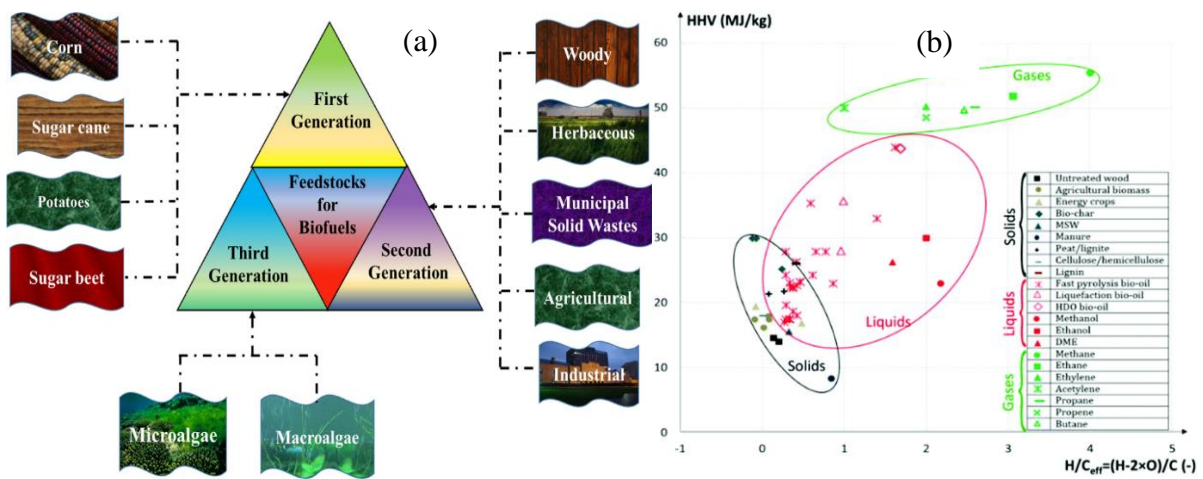 (a)
Corn
Sugar cane
Potatoes
Sugar beet
First
Generation
Feedstocks
for
Biofuels
Third
Generation
Second
Generation
Microalgae
Macroalgae
Woody
Herbaceous
Municipal
Solid Wastes
Agricultural
Industrial
(b)
HHV (MJ/kg)
60
50
40
30
20
10
0
-1
0
1
2
3
4
5
H/Ceff=(H-2×O)/C (-)
Gases
Liquids
Solids
Solids
Untreated wood
Agricultural biomass
Energy crops
Bio-char
MSW
Manure
Peat/lignite
Cellulose/hemicellulose
Lignin
Liquids
Fast pyrolysis bio-oil
Liquefaction bio-oil
HDO bio-oil
Methanol
Ethanol
DME
Gases
Methane
Ethane
Ethylene
Acetylene
Propane
Propene
Butane